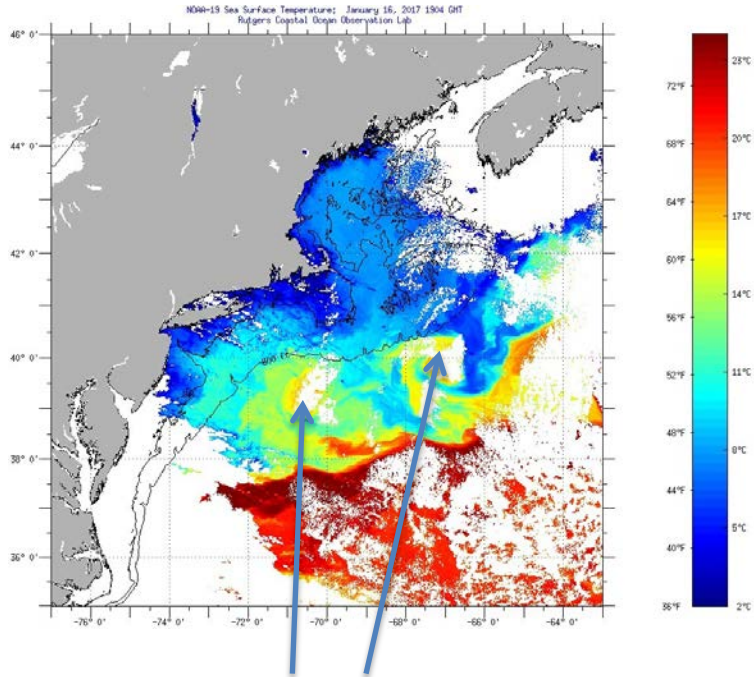 NOAA-19 Sea Surface Temperature; January 16, 2017 1904 GMT
Rutgers Coastal Ocean Observation Lab
46° 0'
44° 0'
42° 0'
40° 0'
38° 0'
36° 0'
-76° 0'
-74° 0'
-72° 0'
-70° 0'
-68° 0'
-66° 0'
-64° 0'
72°F
68°F
64°F
60°F
56°F
52°F
48°F
44°F
40°F
36°F
23°C
20°C
17°C
14°C
11°C
8°C
5°C
2°C